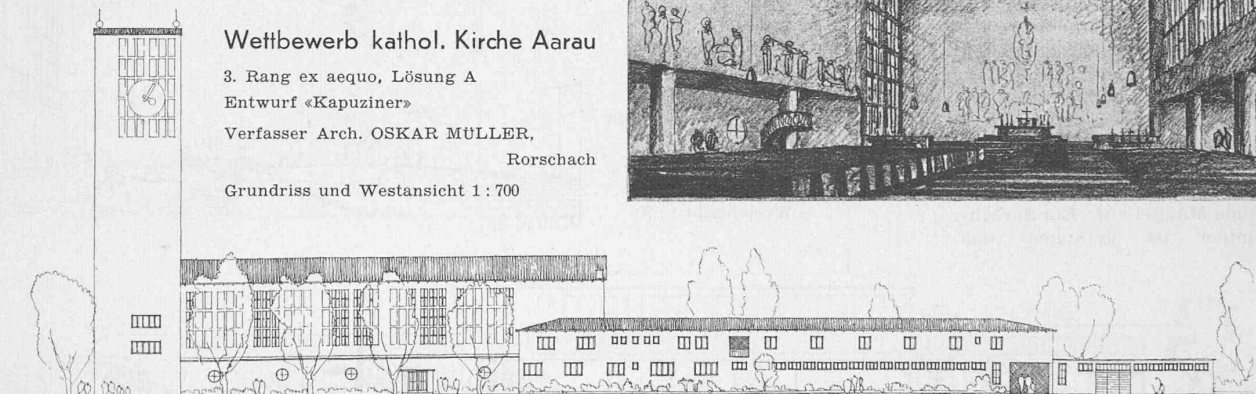 Wettbewerb kathol. Kirche Aarau
3. Rang ex aequo, Lösung A
Entwurf «Kapuziner»
Verfasser Arch. OSKAR MÜLLER,
Rorschach
Grundriss und Westansicht 1 : 700